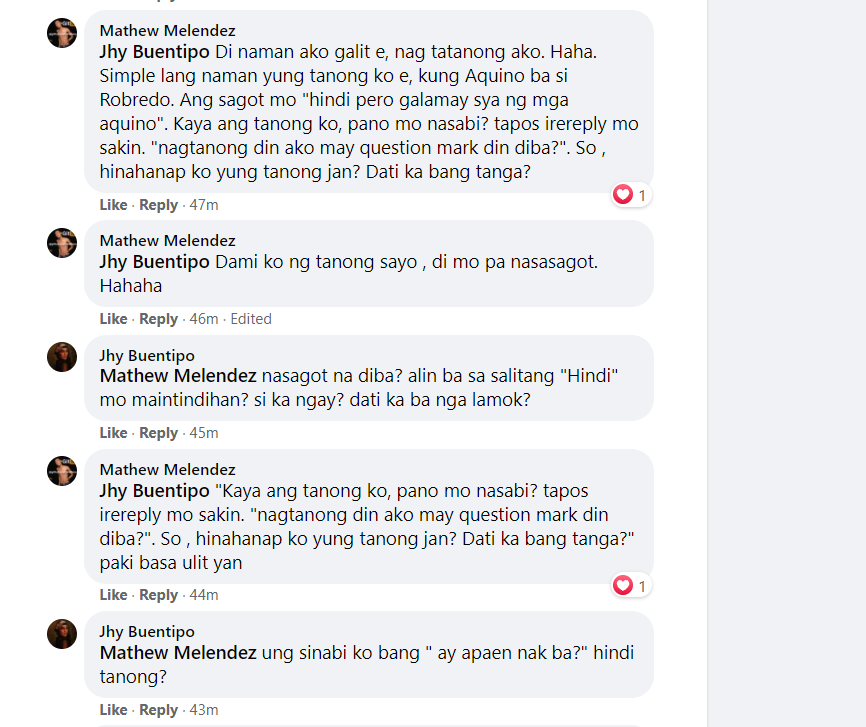 Mathew Melendez
Jhy Buentipo Di naman ako galit e, nag tatanong ako. Haha.
Simple lang naman yung tanong ko e, kung Aquino ba si
Robredo. Ang sagot mo "hindi pero galamay sya ng mga
aquino". Kaya ang tanong ko, pano mo nasabi? tapos irereply mo
sakin. "nagtanong din ako may question mark din diba?". So ,
hinahanap ko yung tanong jan? Dati ka bang tanga?
1
Like · Reply · 47m
Mathew Melendez
Jhy Buentipo Dami ko ng tanong sayo , di mo pa nasasagot.
Hahaha
Like · Reply · 46m · Edited
Jhy Buentipo
Mathew Melendez nasagot na diba? alin ba sa salitang "Hindi"
mo maintindihan? si ka ngay? dati ka ba nga lamok?
Like · Reply · 45m
Mathew Melendez
Jhy Buentipo "Kaya ang tanong ko, pano mo nasabi? tapos
irereply mo sakin. "nagtanong din ako may question mark din
diba?". So , hinahanap ko yung tanong jan? Dati ka bang tanga?"
paki basa ulit yan
1
Like · Reply · 44m
Jhy Buentipo
Mathew Melendez ung sinabi ko bang " ay apaen nak ba?" hindi
tanong?
Like · Reply · 43m